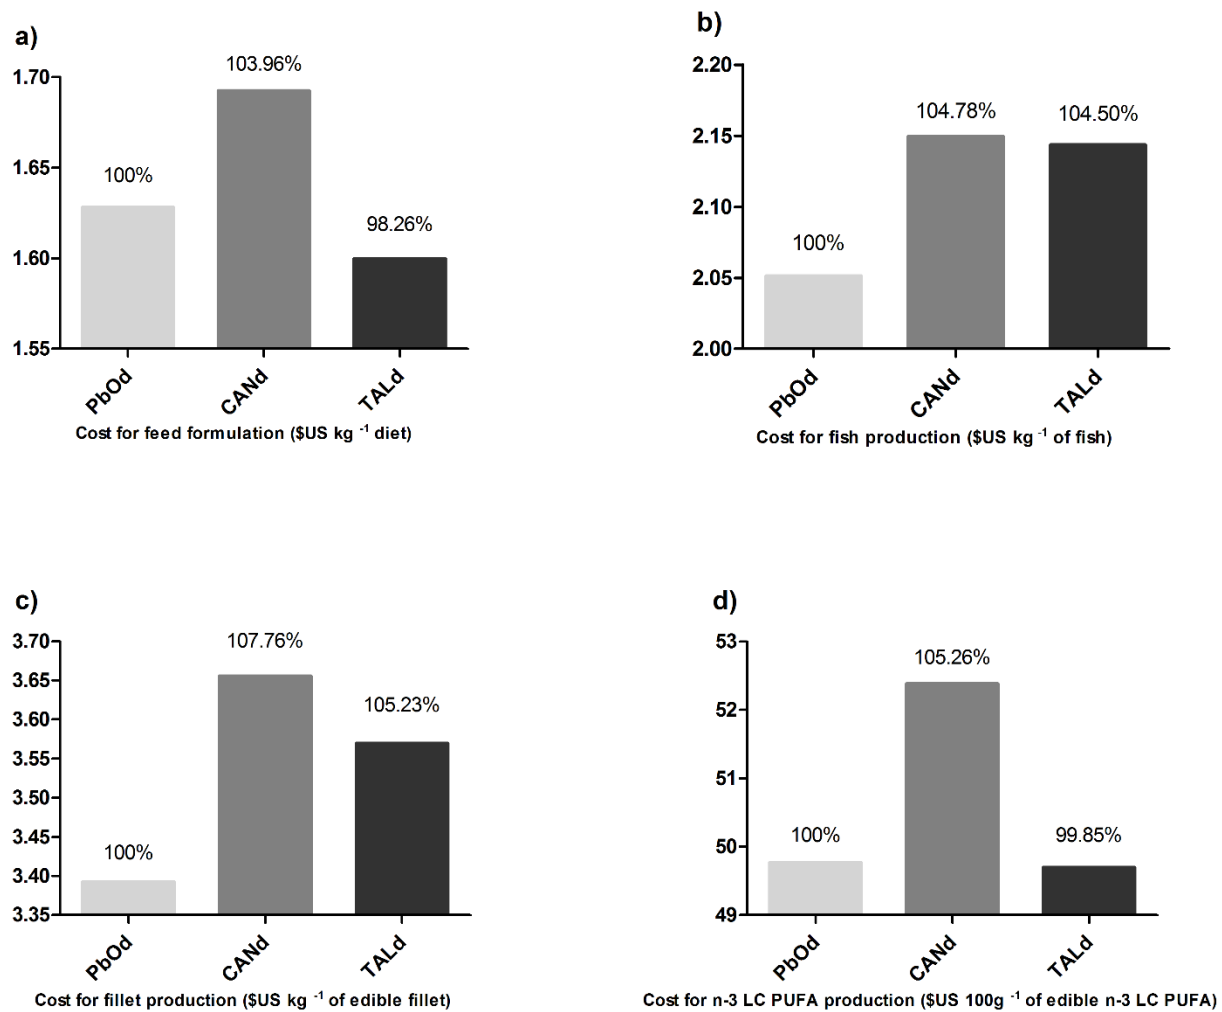 a)
103.96%
1.70
100%
1.65
98.26%
1.60
1.55
PbOd
CANd
TALd
Cost for feed formulation ($US kg -1 diet)
b)
2.20
104.78%
104.50%
2.15
2.10
100%
2.05
2.00
PbOd
CANd
TALd
Cost for fish production ($US kg -1 of fish)
c)
3.70
107.76%
3.65
105.23%
3.60
3.55
3.50
3.45
100%
3.40
3.35
PbOd
CANd
TALd
Cost for fillet production ($US kg -1 of edible fillet)
d)
53
105.26%
52
51
100%
99.85%
50
49
PbOd
CANd
TALd
Cost for n-3 LC PUFA production ($US 100g -1 of edible n-3 LC PUFA)